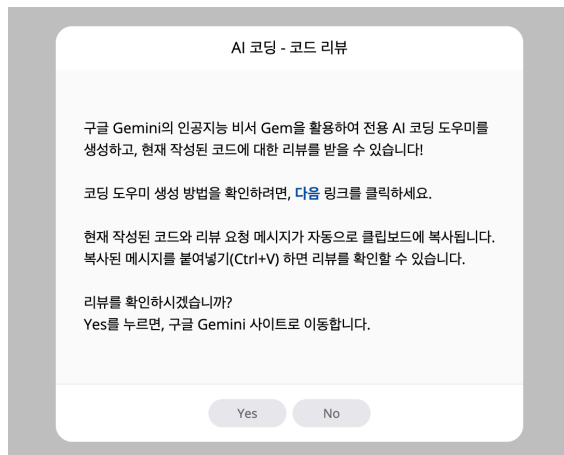 AI 코딩 - 코드 리뷰
구글 Gemini의 인공지능 비서 Gem을 활용하여 전용 AI 코딩 도우미를
생성하고, 현재 작성된 코드에 대한 리뷰를 받을 수 있습니다!
코딩 도우미 생성 방법을 확인하려면, 다음 링크를 클릭하세요.
현재 작성된 코드와 리뷰 요청 메시지가 자동으로 클립보드에 복사됩니다.
복사된 메시지를 붙여넣기(Ctrl+V) 하면 리뷰를 확인할 수 있습니다.
리뷰를 확인하시겠습니까?
Yes를 누르면, 구글 Gemini 사이트로 이동합니다.
Yes No